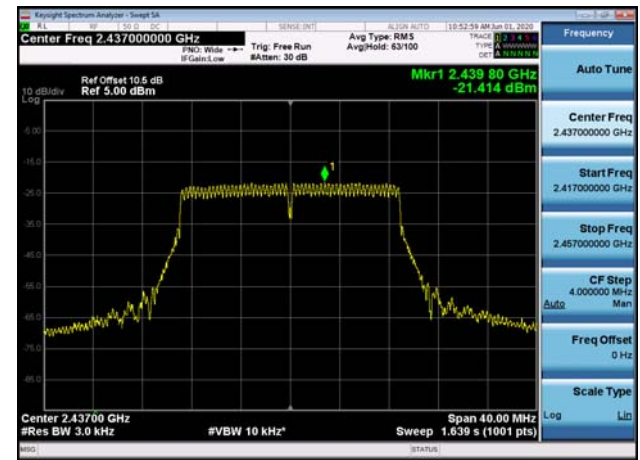 Keysight Spectrum Analyzer - Swept SA
RL RF 50 Ω DC SENSE:INT ALIGN AUTO 10:52:59 AM Jun 01, 2020
Center Freq 2.437000000 GHz
PNO: Wide
IFGain:Low
Trig: Free Run
#Atten: 30 dB
Avg Type: RMS
Avg|Hold: 63/100
TRACE 1 2 3 4 5 6
TYPE A WWWWW
DET A N N N N N
Frequency
Auto Tune
Ref Offset 10.5 dB
10 dB/div Ref 5.00 dBm
Log
Mkr1 2.439 80 GHz
-21.414 dBm
1
-5.00
-15.0
-25.0
-35.0
-45.0
-55.0
-65.0
-75.0
-85.0
Center Freq
2.437000000 GHz
Start Freq
2.417000000 GHz
Stop Freq
2.457000000 GHz
CF Step
4.000000 MHz
Auto Man
Freq Offset
0 Hz
Scale Type
Log Lin
Center 2.43700 GHz Span 40.00 MHz
#Res BW 3.0 kHz #VBW 10 kHz* Sweep 1.639 s (1001 pts)
MSG STATUS